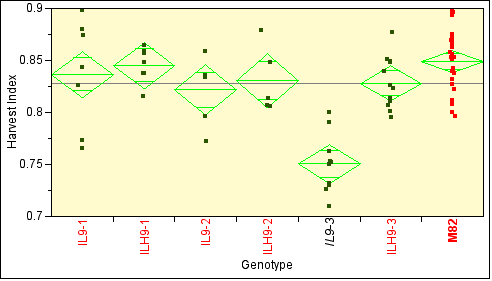 0.9
0.85
0.8
0.75
0.7
Harvest Index
IL9-1
ILH9-1
IL9-2
ILH9-2
IL9-3
ILH9-3
M82
Genotype